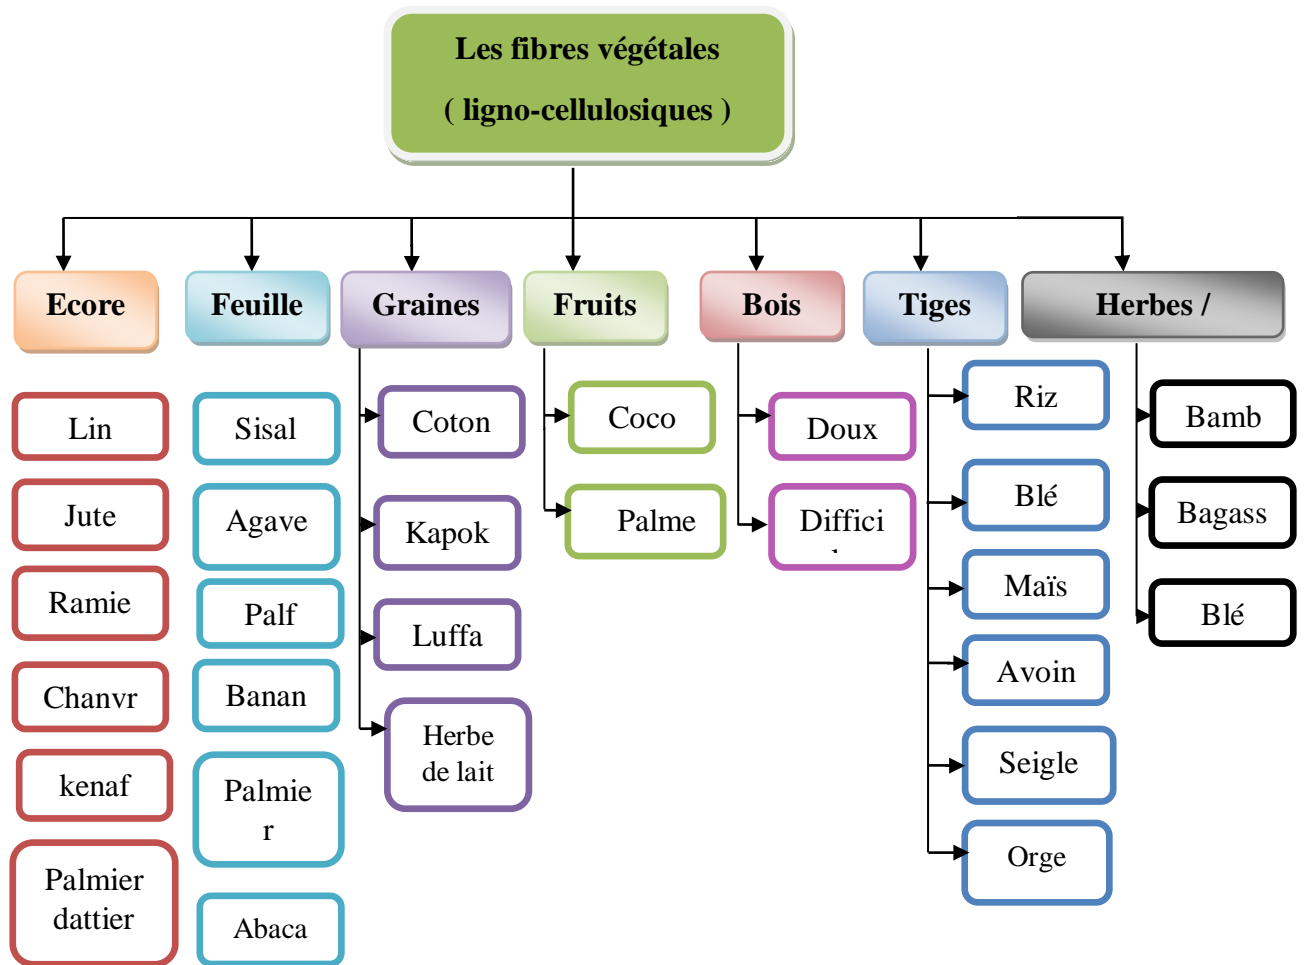 Les fibres végétales
( ligno-cellulosiques )
Ecore
Feuille
Graines
Fruits
Bois
Tiges
Herbes /
Lin
Jute
Ramie
Chanvr
kenaf
Palmier
dattier
Sisal
Agave
Palf
Banan
Palmie
r
Abaca
Coton
Kapok
Luffa
Herbe
de lait
Coco
Palme
Doux
Diffici
Riz
Blé
Maïs
Avoin
Seigle
Orge
Bamb
Bagass
Blé